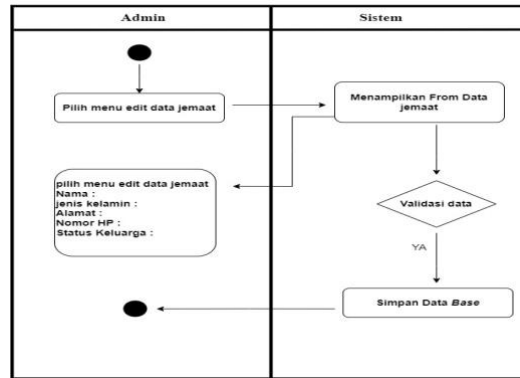 Admin
Sistem
Pilih menu edit data jemaat
Menampilkan From Data
jemaat
pilih menu edit data jemaat
Nama :
jenis kelamin :
Alamat :
Nomor HP :
Status Keluarga :
Validasi data
YA
Simpan Data Base